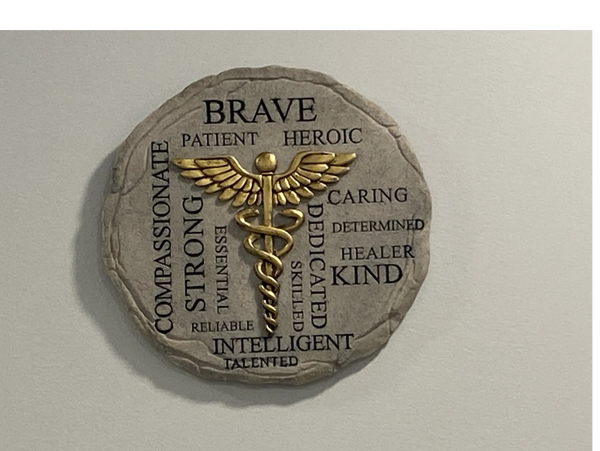 BRAVE
PATIENT HEROIC
COMPASSIONATE
STRONG
ESSENTIAL
CARING
DETERMINED
HEALER
KIND
DEDICATED
SKILLED
RELIABLE
INTELLIGENT
TALENTED